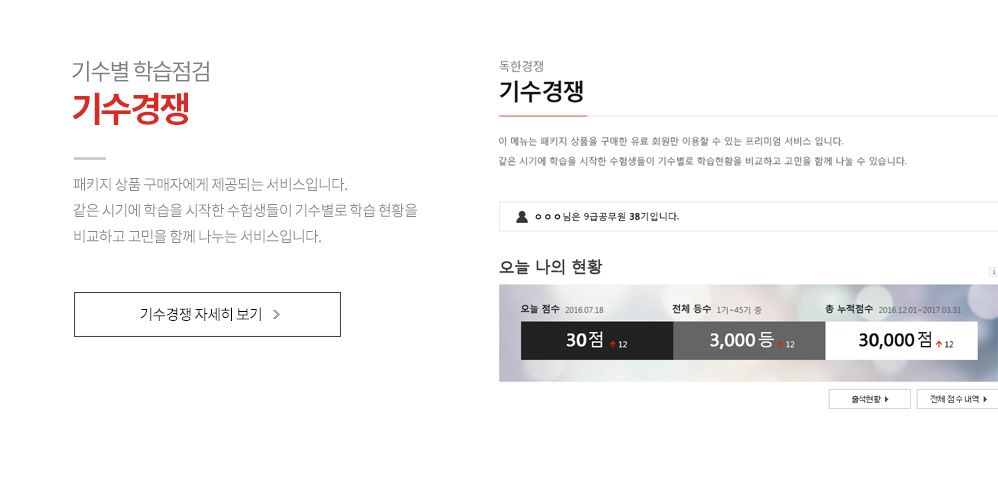 기수별 학습점검
기수경쟁
패키지 상품 구매자에게 제공되는 서비스입니다.
같은 시기에 학습을 시작한 수험생들이 기수별로 학습 현황을
비교하고 고민을 함께 나누는 서비스입니다.
기수경쟁 자세히 보기 >
독한경쟁
기수경쟁
이 메뉴는 패키지 상품을 구매한 유료 회원만 이용할 수 있는 프리미엄 서비스 입니다.
같은 시기에 학습을 시작한 수험생들이 기수별로 학습현황을 비교하고 고민을 함께 나눌 수 있습니다.
ㅇㅇㅇ님은 9급공무원 38기입니다.
오늘 나의 현황
i
오늘 점수 2016.07.18 전체 등수 1기~45기 중 총 누적점수 2016.12.01~2017.03.31
30점 12 3,000등 12 30,000점 12
출석현황 전체 점수 내역